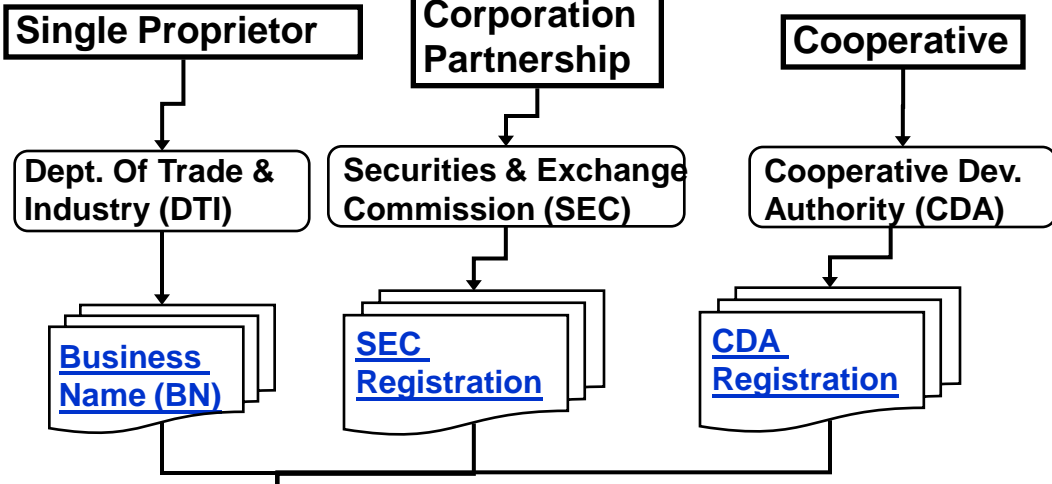 Single Proprietor
Corporation
Partnership
Cooperative
Dept. Of Trade &
Industry (DTI)
Securities & Exchange
Commission (SEC)
Cooperative Dev.
Authority (CDA)
Business
Name (BN)
SEC
Registration
CDA
Registration